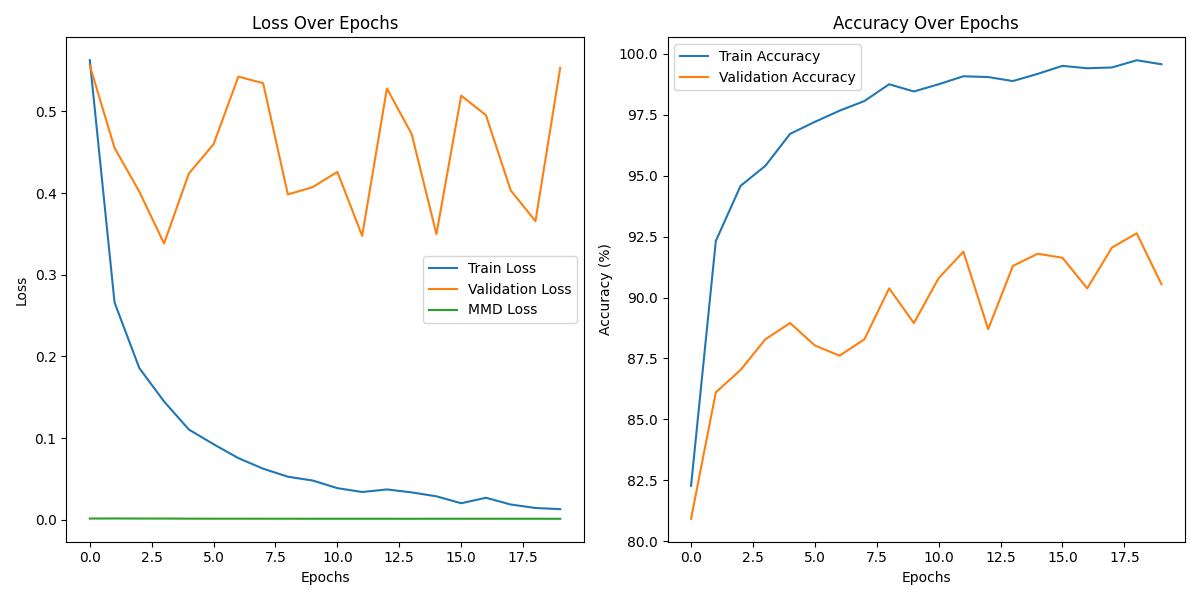 Loss Over Epochs
Loss
0.5
0.4
0.3
0.2
0.1
0.0
Train Loss
Validation Loss
MMD Loss
0.0 2.5 5.0 7.5 10.0 12.5 15.0 17.5
Epochs
Accuracy Over Epochs
Accuracy (%)
100.0
97.5
95.0
92.5
90.0
87.5
85.0
82.5
80.0
Train Accuracy
Validation Accuracy
0.0 2.5 5.0 7.5 10.0 12.5 15.0 17.5
Epochs